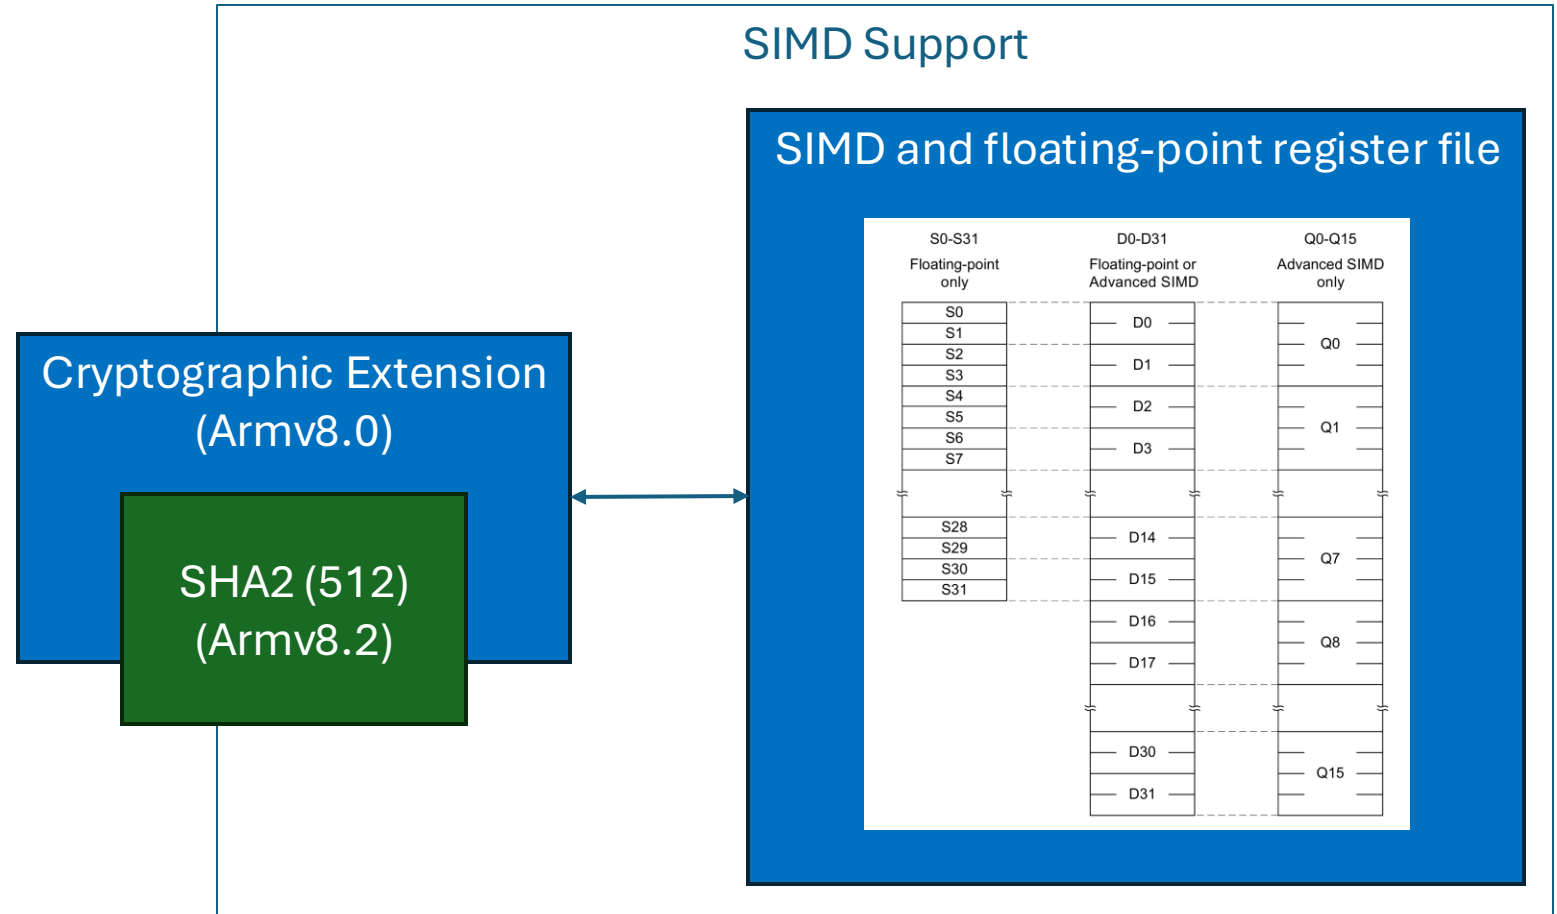 SIMD Support
SIMD and floating-point register file
S0-S31
D0-D31
Q0-Q15
Floating-point
only
Floating-point or
Advanced SIMD
Advanced SIMD
only
S0
S1
S2
S3
S4
S5
S6
S7
S28
S29
S30
S31
D0
D1
D2
D3
D14
D15
D16
D17
D30
D31
Q0
Q1
Q7
Q8
Q15
Cryptographic Extension
(Armv8.0)
SHA2 (512)
(Armv8.2)